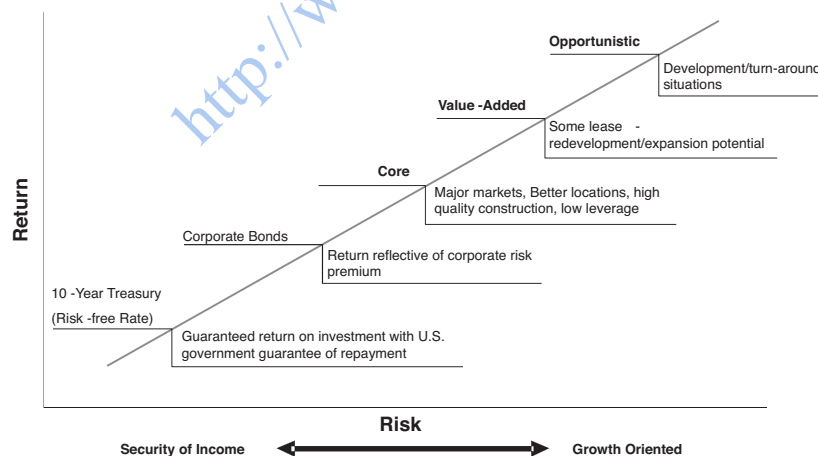 http://w
Opportunistic
Development/turn-around
situations
Value -Added
Some lease -
redevelopment/expansion potential
Core
Major markets, Better locations, high
quality construction, low leverage
Corporate Bonds
Return reflective of corporate risk
premium
10 -Year Treasury
(Risk -free Rate)
Guaranteed return on investment with U.S.
government guarantee of repayment
Return
Risk
Security of Income
Growth Oriented